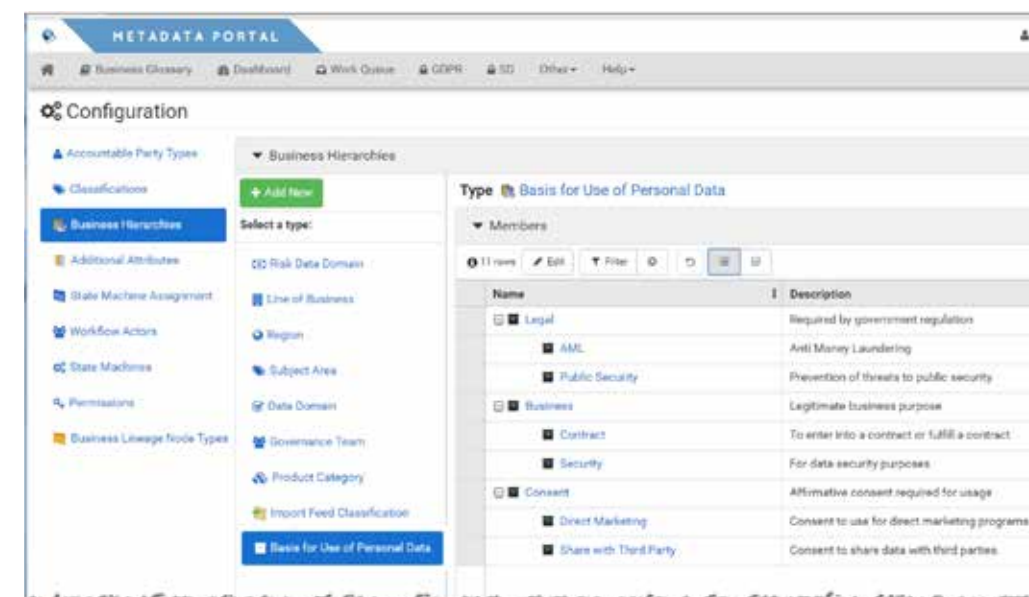 METADATA PORTAL
Business Glossary Dashboard Work Queue GDPR SD Other Help
Configuration
Accountable Party Types
Classifications
Business Hierarchies
Additional Attributes
State Machine Assignment
Workflow Actors
State Machines
Permissions
Business Lineage Node Types
Business Hierarchies
+ Add New
Select a type:
Risk Data Domain
Line of Business
Region
Subject Area
Data Domain
Governance Team
Product Category
Import Feed Classification
Basis for Use of Personal Data
Type Basis for Use of Personal Data
Members
11 rows Edit Filter
Name Description
Legal Required by government regulation
AML Anti Money Laundering
Public Security Prevention of threats to public security
Business Legitimate business purpose
Contract To enter into a contract or fulfill a contract
Security For data security purposes
Consent Affirmative consent required for usage
Direct Marketing Consent to use for direct marketing programs
Share with Third Party Consent to share data with third parties